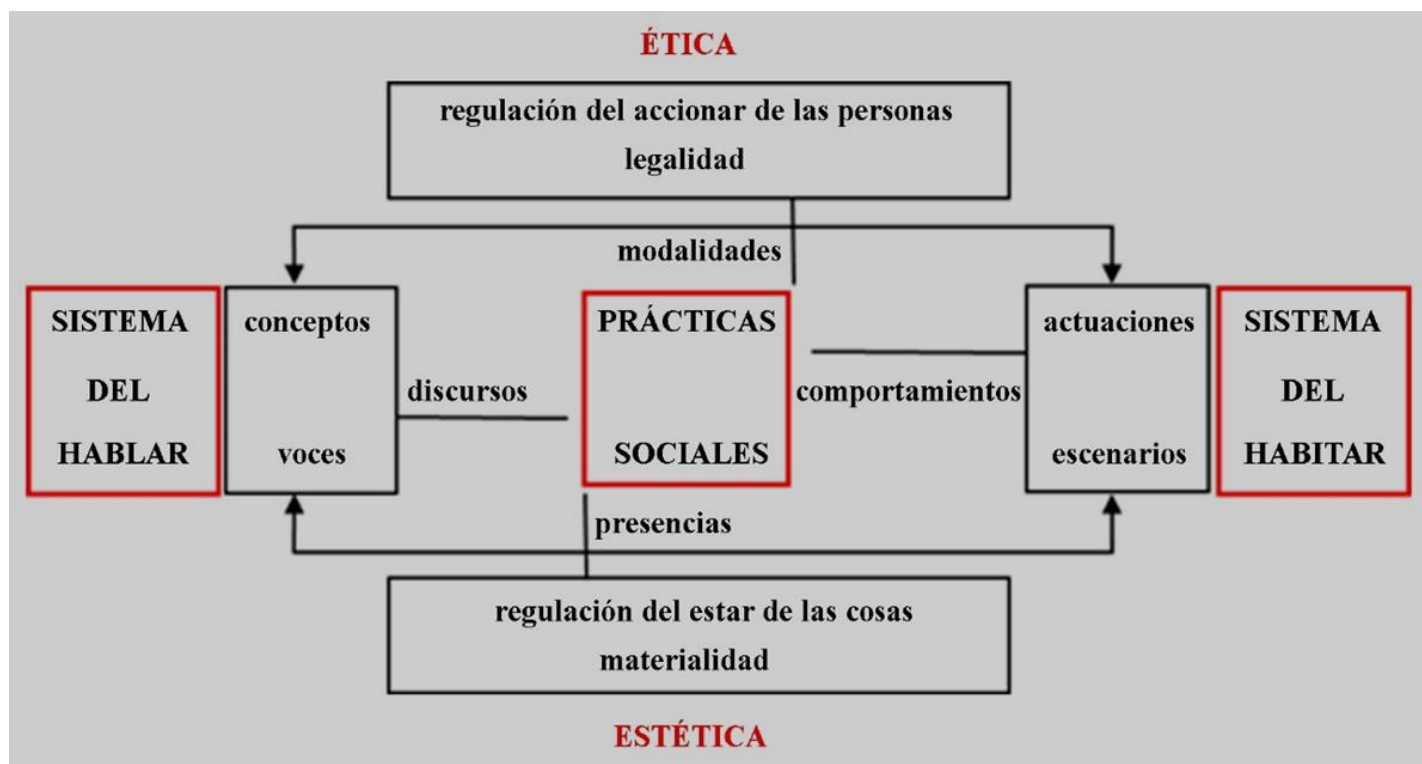 ÉTICA
regulación del accionar de las personas
legalidad
modalidades
SISTEMA
DEL
HABLAR
conceptos
voces
discursos
PRÁCTICAS
SOCIALES
comportamientos
actuaciones
escenarios
SISTEMA
DEL
HABITAR
presencias
regulación del estar de las cosas
materialidad
ESTÉTICA